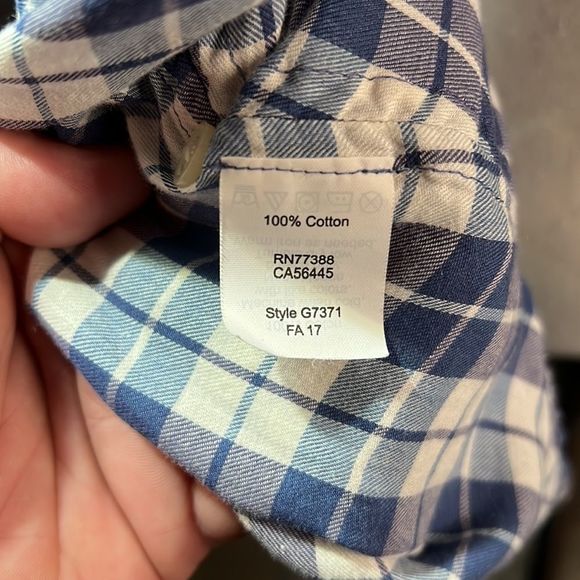 100% Cotton
RN77388
CA56445
Style G7371
FA 17